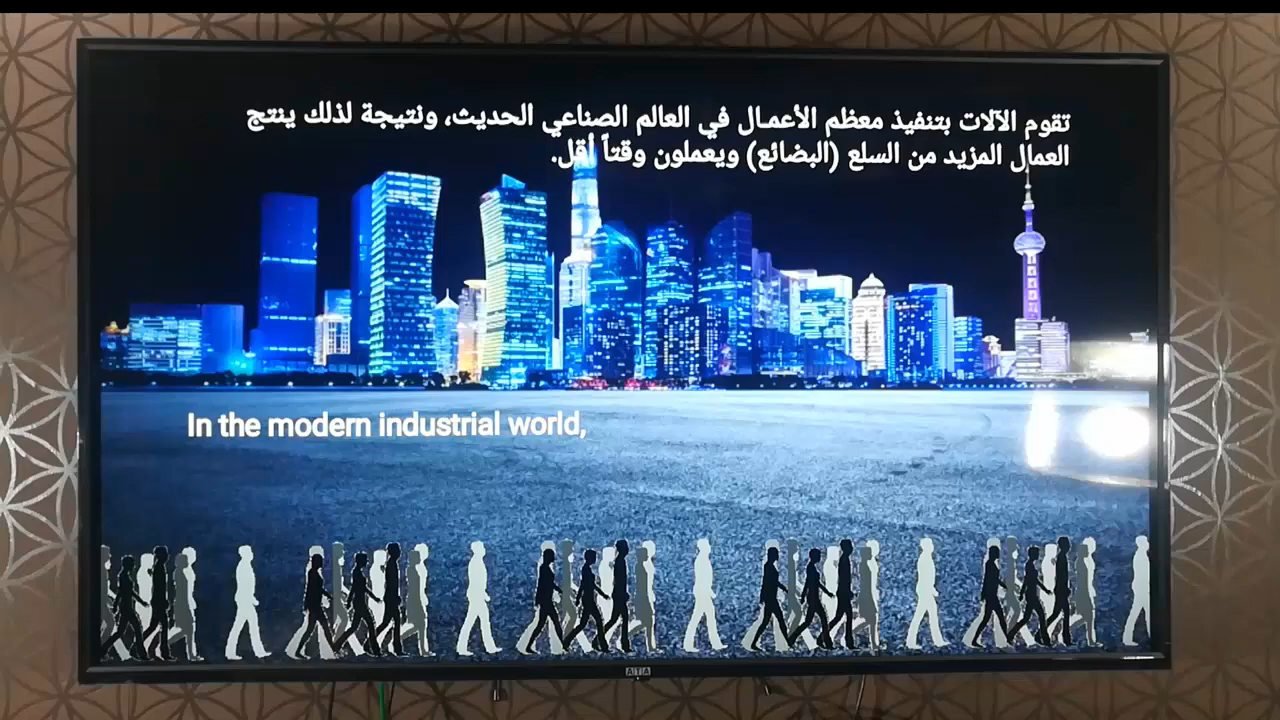 تقوم الآلات بتنفيذ معظم الأعمال في العالم الصناعي الحديث، ونتيجة لذلك ينتج
العمال المزيد من السلع (البضائع) ويعملون وقتاً أقل.
In the modern industrial world,
ATA